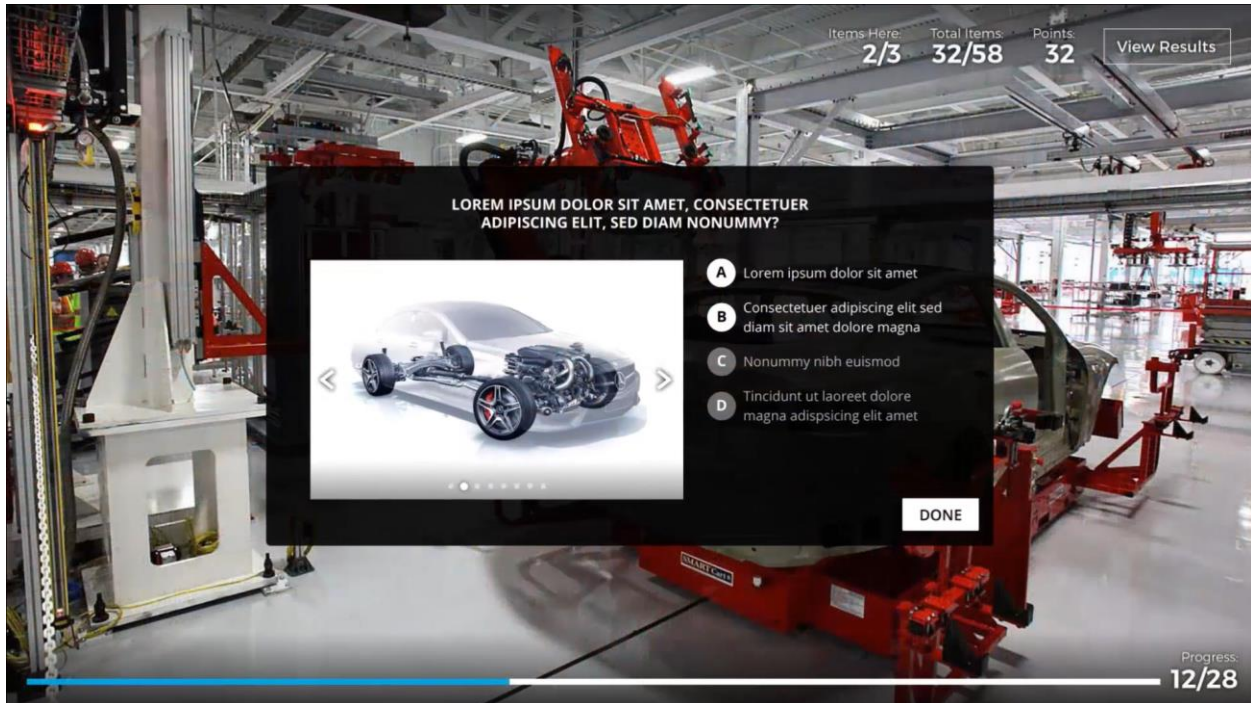 Items Here:
2/3
Total Items:
32/58
Points:
32
View Results
LOREM IPSUM DOLOR SIT AMET, CONSECTETUER
ADIPISCING ELIT, SED DIAM NONUMMY?
A Lorem ipsum dolor sit amet
B Consectetuer adipiscing elit sed
diam sit amet dolore magna
C Nonummy nibh euismod
D Tincidunt ut laoreet dolore
magna adispsicing elit amet
DONE
SMART Cart
Progress:
12/28